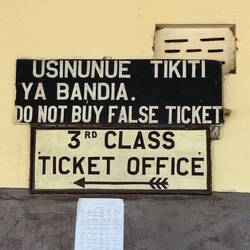 USINUNUE TIKITI
YA BANDIA.
DO NOT BUY FALSE TICKET
3RD CLASS
TICKET OFFICE